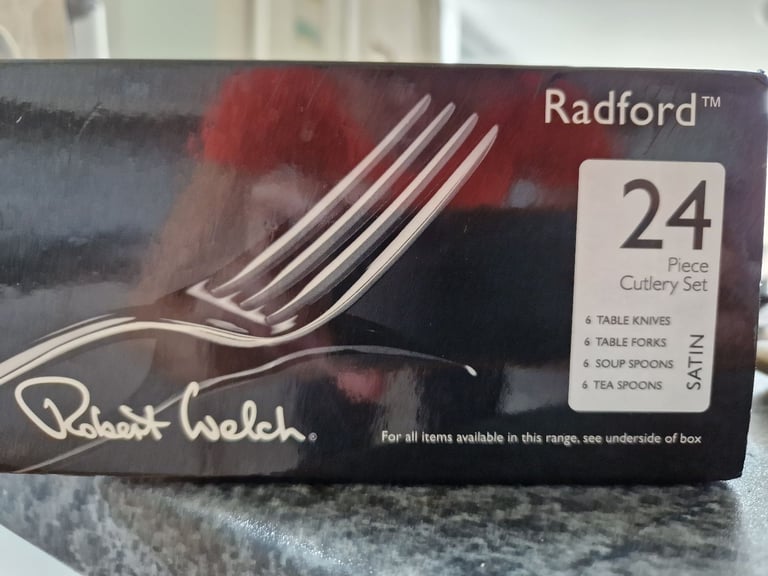 Radford™
24
Piece
Cutlery Set
6 TABLE KNIVES
6 TABLE FORKS
6 SOUP SPOONS
6 TEA SPOONS
SATIN
Robert Welch®
For all items available in this range, see underside of box